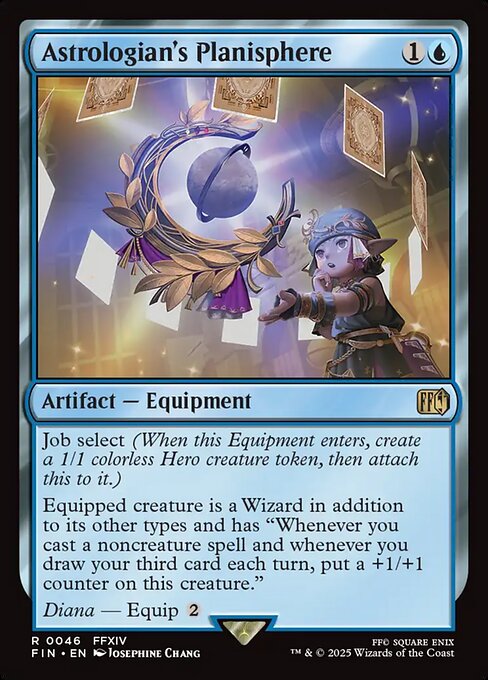 Astrologian's Planisphere 1
Artifact — Equipment FF
Job select (When this Equipment enters, create
a 1/1 colorless Hero creature token, then attach
this to it.)
Equipped creature is a Wizard in addition
to its other types and has “Whenever you
cast a noncreature spell and whenever you
draw your third card each turn, put a +1/+1
counter on this creature.”
Diana — Equip 2
R 0046 FFXIV
FIN • EN Josephine Chang
FF© SQUARE ENIX
™ & © 2025 Wizards of the Coast